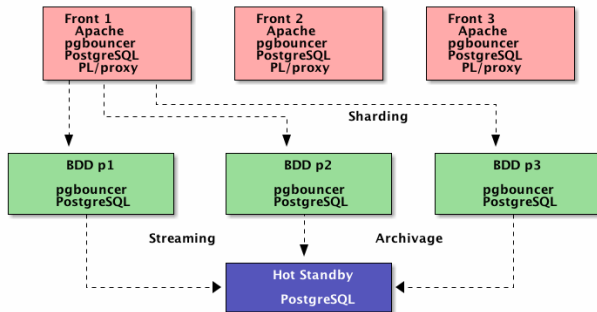 Front 1
Apache
pgbouncer
PostgreSQL
PL/proxy
Front 2
Apache
pgbouncer
PostgreSQL
PL/proxy
Front 3
Apache
pgbouncer
PostgreSQL
PL/proxy
Sharding
BDD p1
pgbouncer
PostgreSQL
BDD p2
pgbouncer
PostgreSQL
BDD p3
pgbouncer
PostgreSQL
Streaming
Archivage
Hot Standby
PostgreSQL